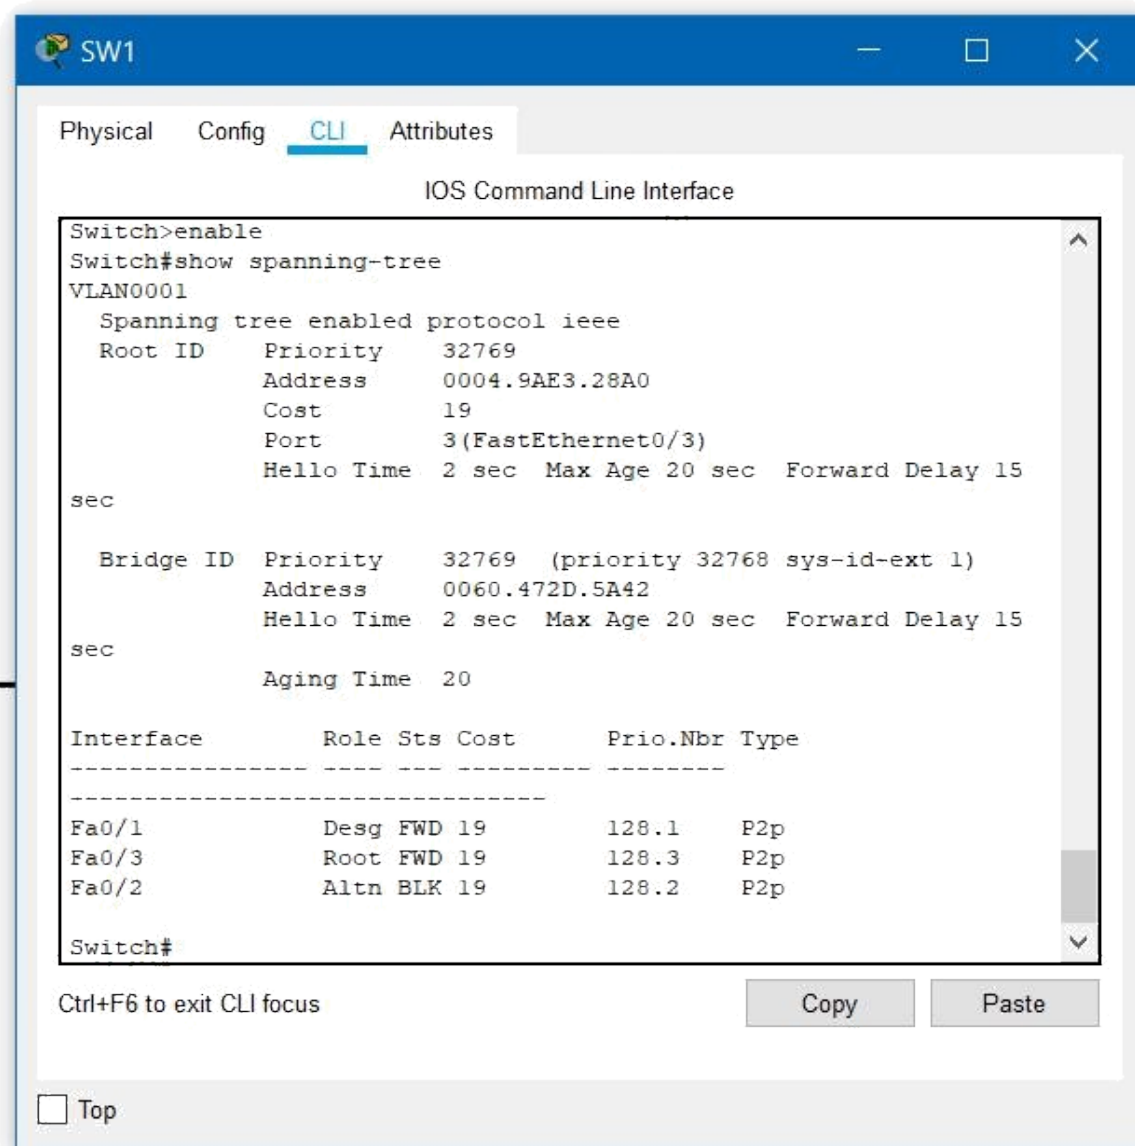 SW1
Physical Config CLI Attributes
IOS Command Line Interface
Switch>enable
Switch#show spanning-tree
VLAN0001
  Spanning tree enabled protocol ieee
  Root ID    Priority    32769
             Address     0004.9AE3.28A0
             Cost        19
             Port        3(FastEthernet0/3)
             Hello Time  2 sec  Max Age 20 sec  Forward Delay 15
sec
  Bridge ID  Priority    32769  (priority 32768 sys-id-ext 1)
             Address     0060.472D.5A42
             Hello Time  2 sec  Max Age 20 sec  Forward Delay 15
sec
             Aging Time  20
Interface        Role Sts Cost      Prio.Nbr Type
---------------- ---- --- --------- --------
--------------------------------
Fa0/1            Desg FWD 19        128.1    P2p
Fa0/3            Root FWD 19        128.3    P2p
Fa0/2            Altn BLK 19        128.2    P2p
Switch#
Ctrl+F6 to exit CLI focus
Copy Paste
Top